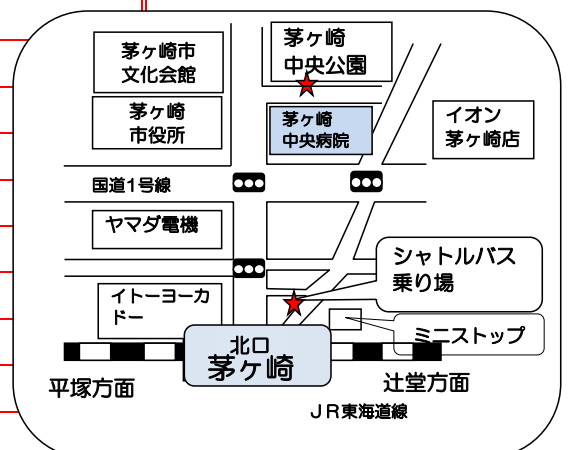 茅ヶ崎市
文化会館
茅ヶ崎
中央公園
茅ヶ崎
市役所
茅ヶ崎
中央病院
イオン
茅ヶ崎店
国道1号線
ヤマダ電機
シャトルバス
乗り場
イトーヨーカ
ドー
ミニストップ
北口
茅ヶ崎
平塚方面
辻堂方面
ＪＲ東海道線